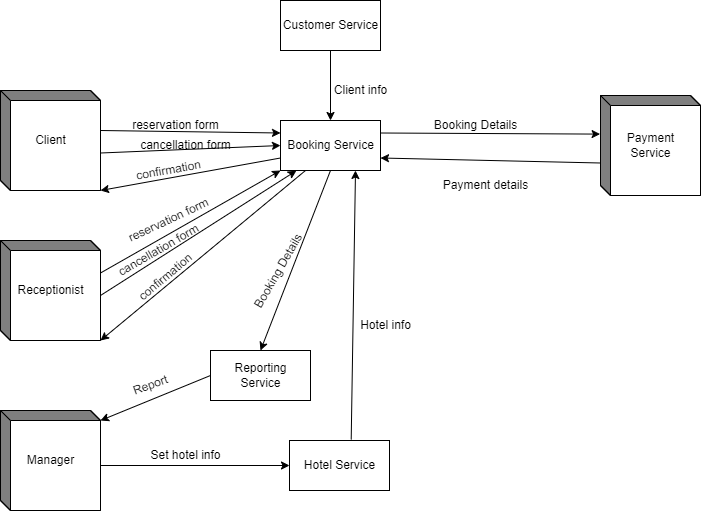 Customer Service
Client info
Client
reservation form
cancellation form
confirmation
Booking Service
Booking Details
Payment details
Payment
Service
Receptionist
reservation form
cancellation form
confirmation
Booking Details
Hotel info
Reporting
Service
Report
Manager
Set hotel info
Hotel Service